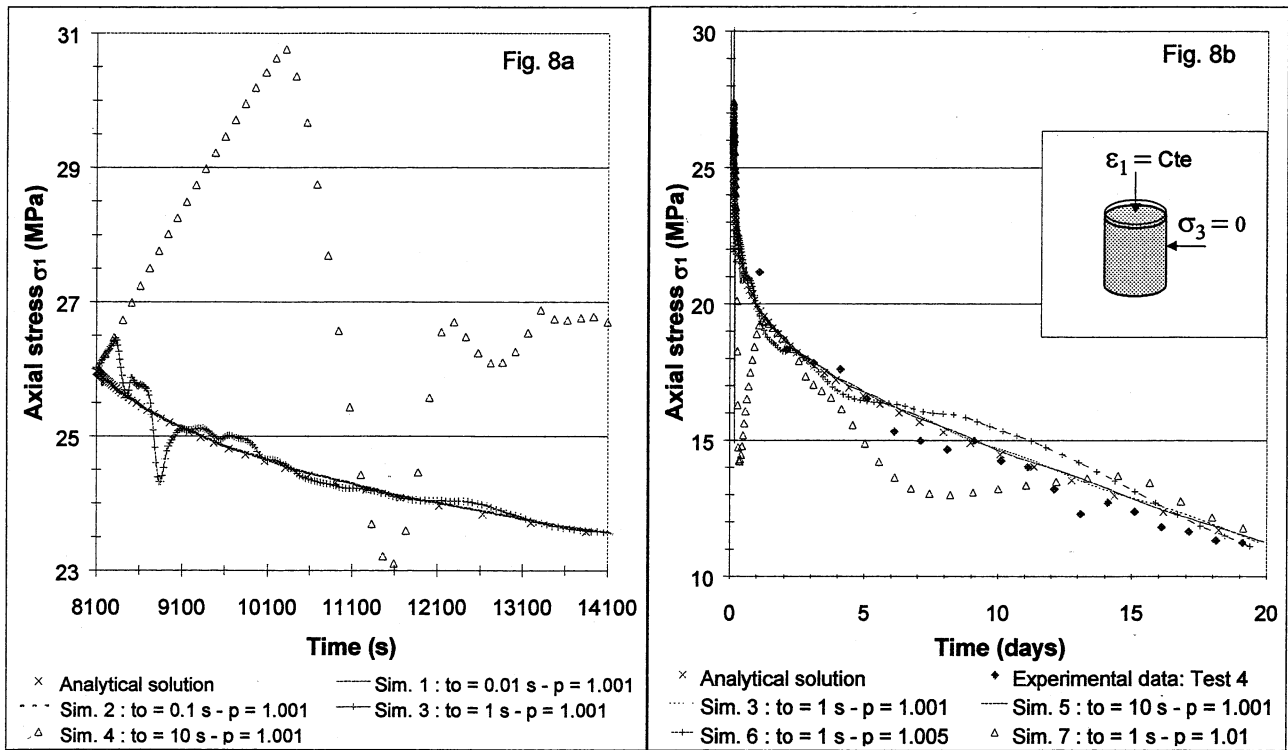 Fig. 8a
31
29
27
25
23
Axial stress σ1 (MPa)
8100 9100 10100 11100 12100 13100 14100
Time (s)
Analytical solution
Sim. 1 : to = 0.01 s - p = 1.001
Sim. 2 : to = 0.1 s - p = 1.001
Sim. 3 : to = 1 s - p = 1.001
Sim. 4 : to = 10 s - p = 1.001
Fig. 8b
30
25
20
15
10
Axial stress σ1 (MPa)
ε1 = Cte
σ3 = 0
0 5 10 15 20
Time (days)
Analytical solution
Experimental data: Test 4
Sim. 3 : to = 1 s - p = 1.001
Sim. 5 : to = 10 s - p = 1.001
Sim. 6 : to = 1 s - p = 1.005
Sim. 7 : to = 1 s - p = 1.01